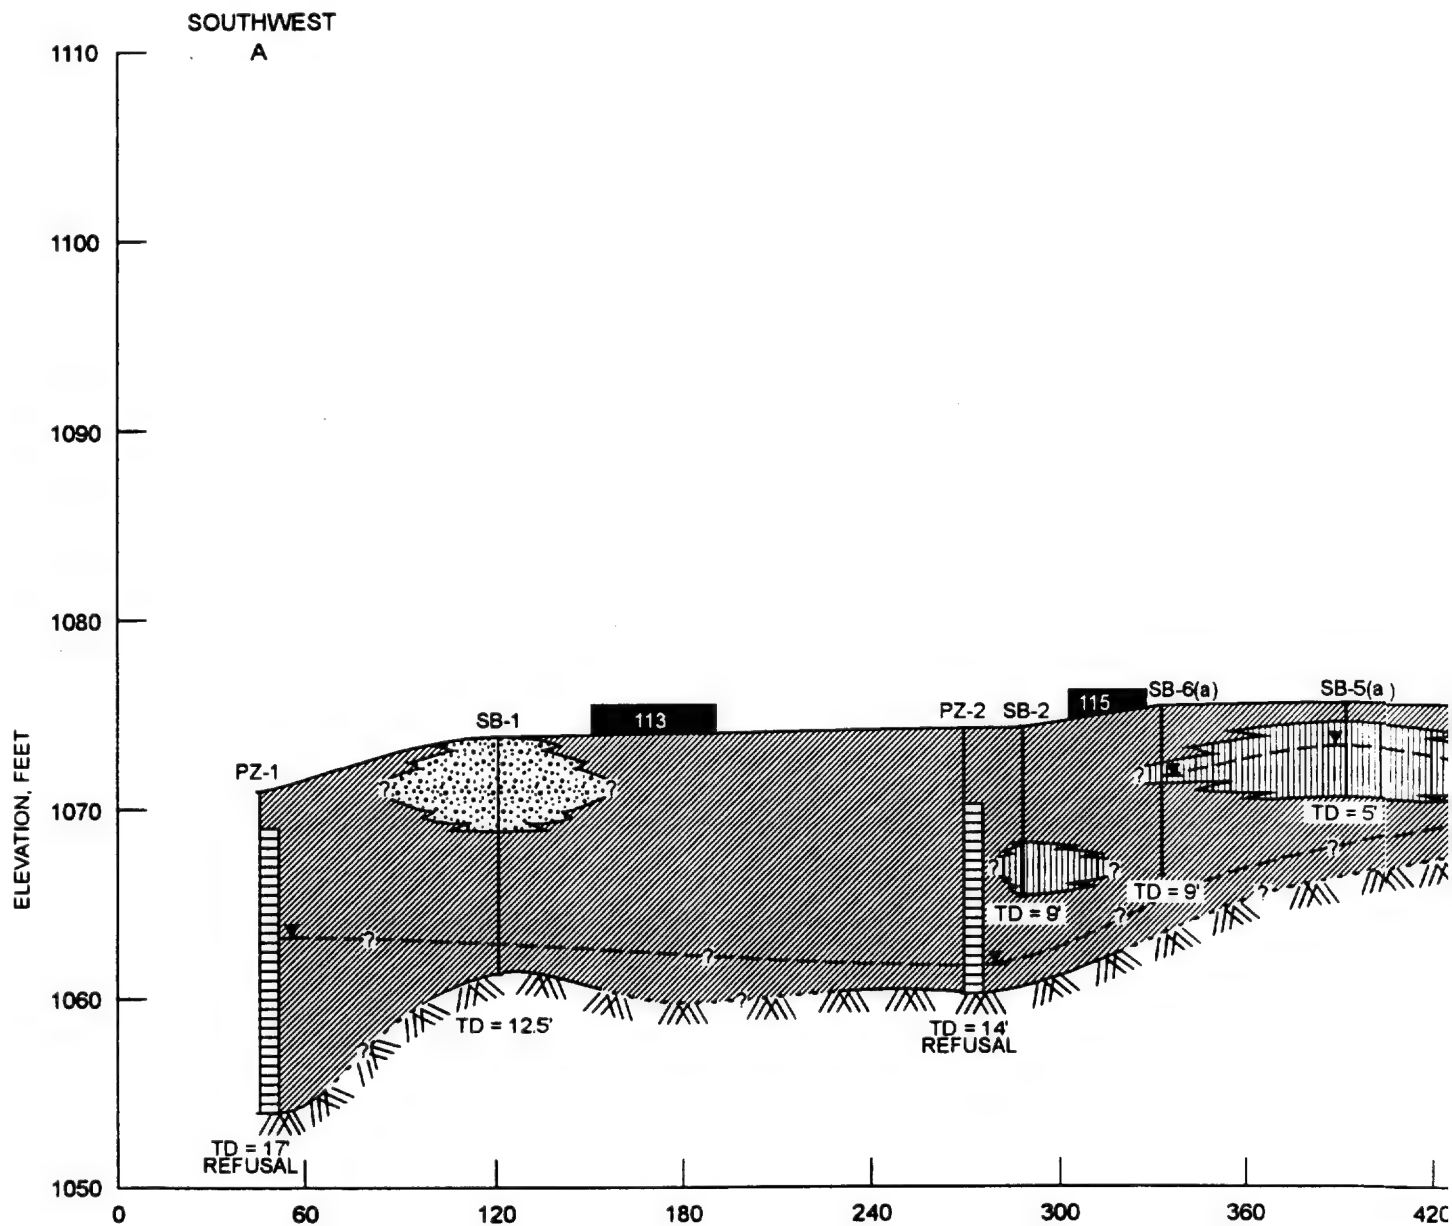 SOUTHWEST
A
1110
1100
1090
1080
1070
1060
1050
ELEVATION, FEET
PZ-1
SB-1
113
PZ-2
SB-2
115
SB-6(a)
SB-5(a)
?
?
?
?
?
?
?
?
?
?
?
?
?
TD = 5'
TD = 9'
TD = 9'
TD = 12.5'
TD = 14'
REFUSAL
TD = 17'
REFUSAL
0
60
120
180
240
300
360
420